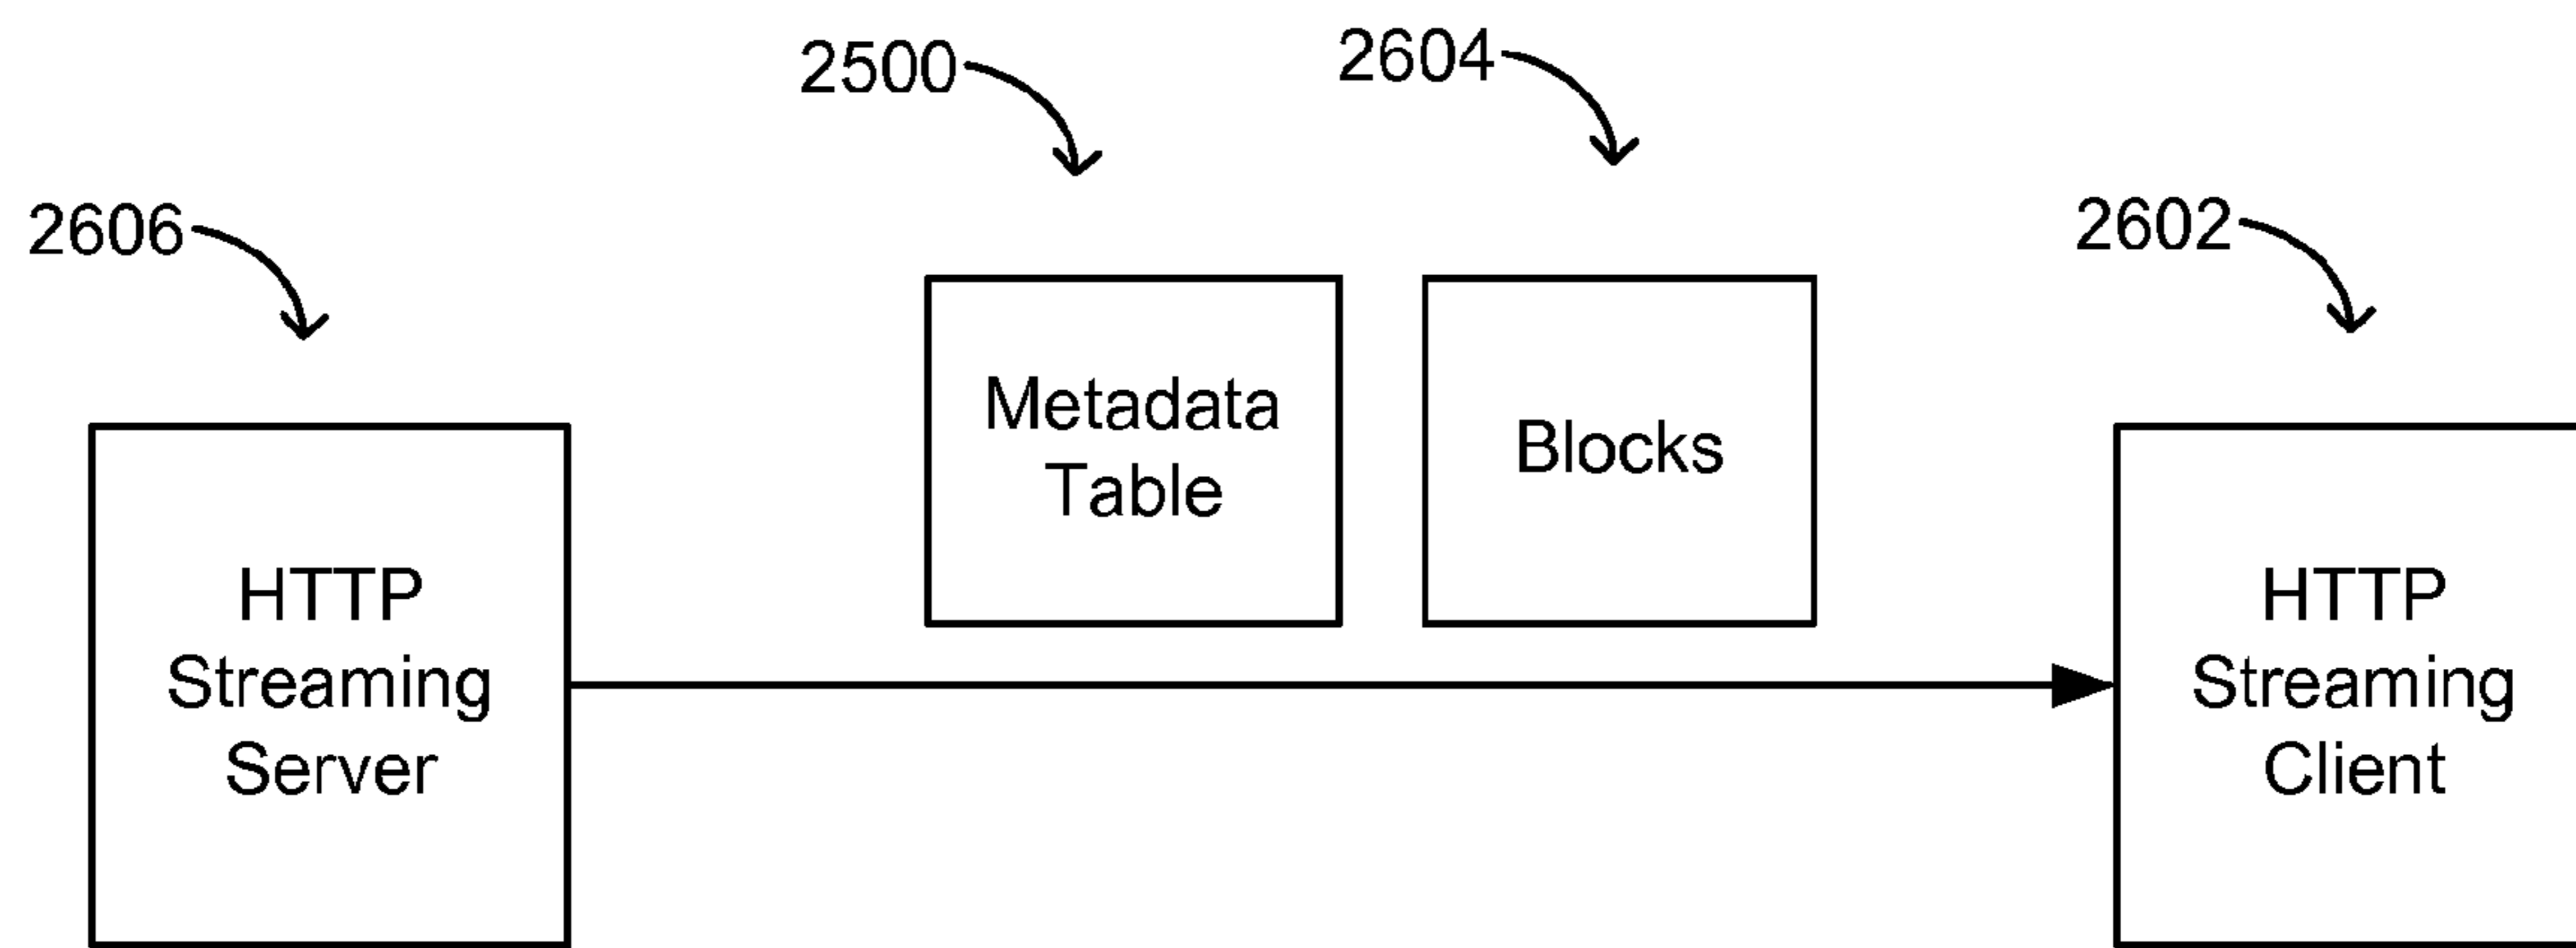 2500
2604
2606
2602
Metadata
Table
Blocks
HTTP
Streaming
Server
HTTP
Streaming
Client